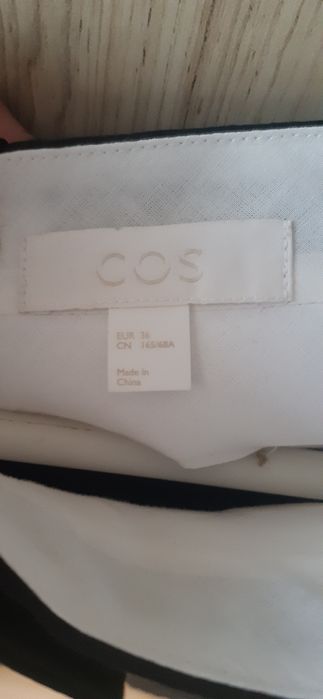 COS
EUR 36
CN 165/68A
Made in
China